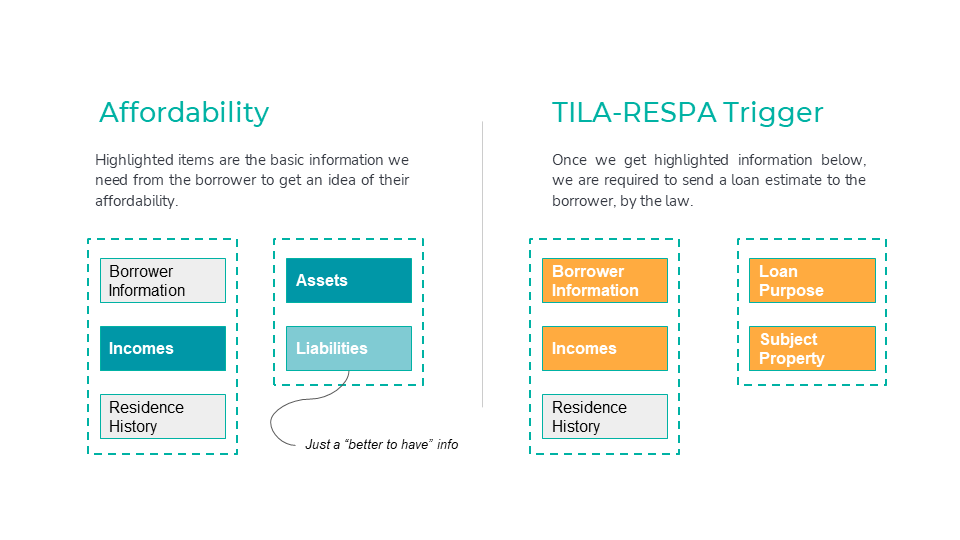 Affordability
Highlighted items are the basic information we
need from the borrower to get an idea of their
affordability.
Borrower
Information
Incomes
Residence
History
Assets
Liabilities
Just a “better to have” info
TILA-RESPA Trigger
Once we get highlighted information below,
we are required to send a loan estimate to the
borrower, by the law.
Borrower
Information
Incomes
Residence
History
Loan
Purpose
Subject
Property